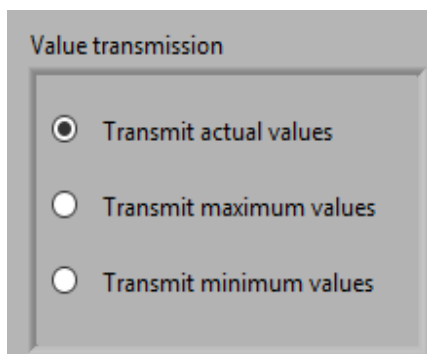 Value transmission
Transmit actual values
Transmit maximum values
Transmit minimum values